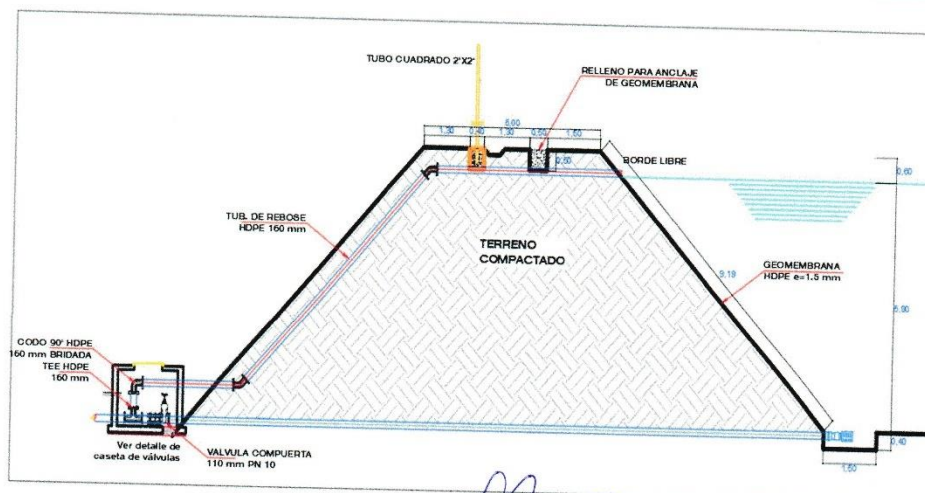 TUBO CUADRADO 2"X2"
RELLENO PARA ANCLAJE
DE GEOMEMBRANA
5,00
1,30 0,40 1,30 0,50 1,50
0,50
BORDE LIBRE
0,60
TUB. DE REBOSE
HDPE 160 mm
TERRENO
COMPACTADO
9,19
GEOMEMBRANA
HDPE e=1.5 mm
5,90
CODO 90° HDPE
160 mm BRIDADA
TEE HDPE
160 mm
Ver detalle de
caseta de válvulas
VALVULA COMPUERTA
110 mm PN 10
0,40
1,50